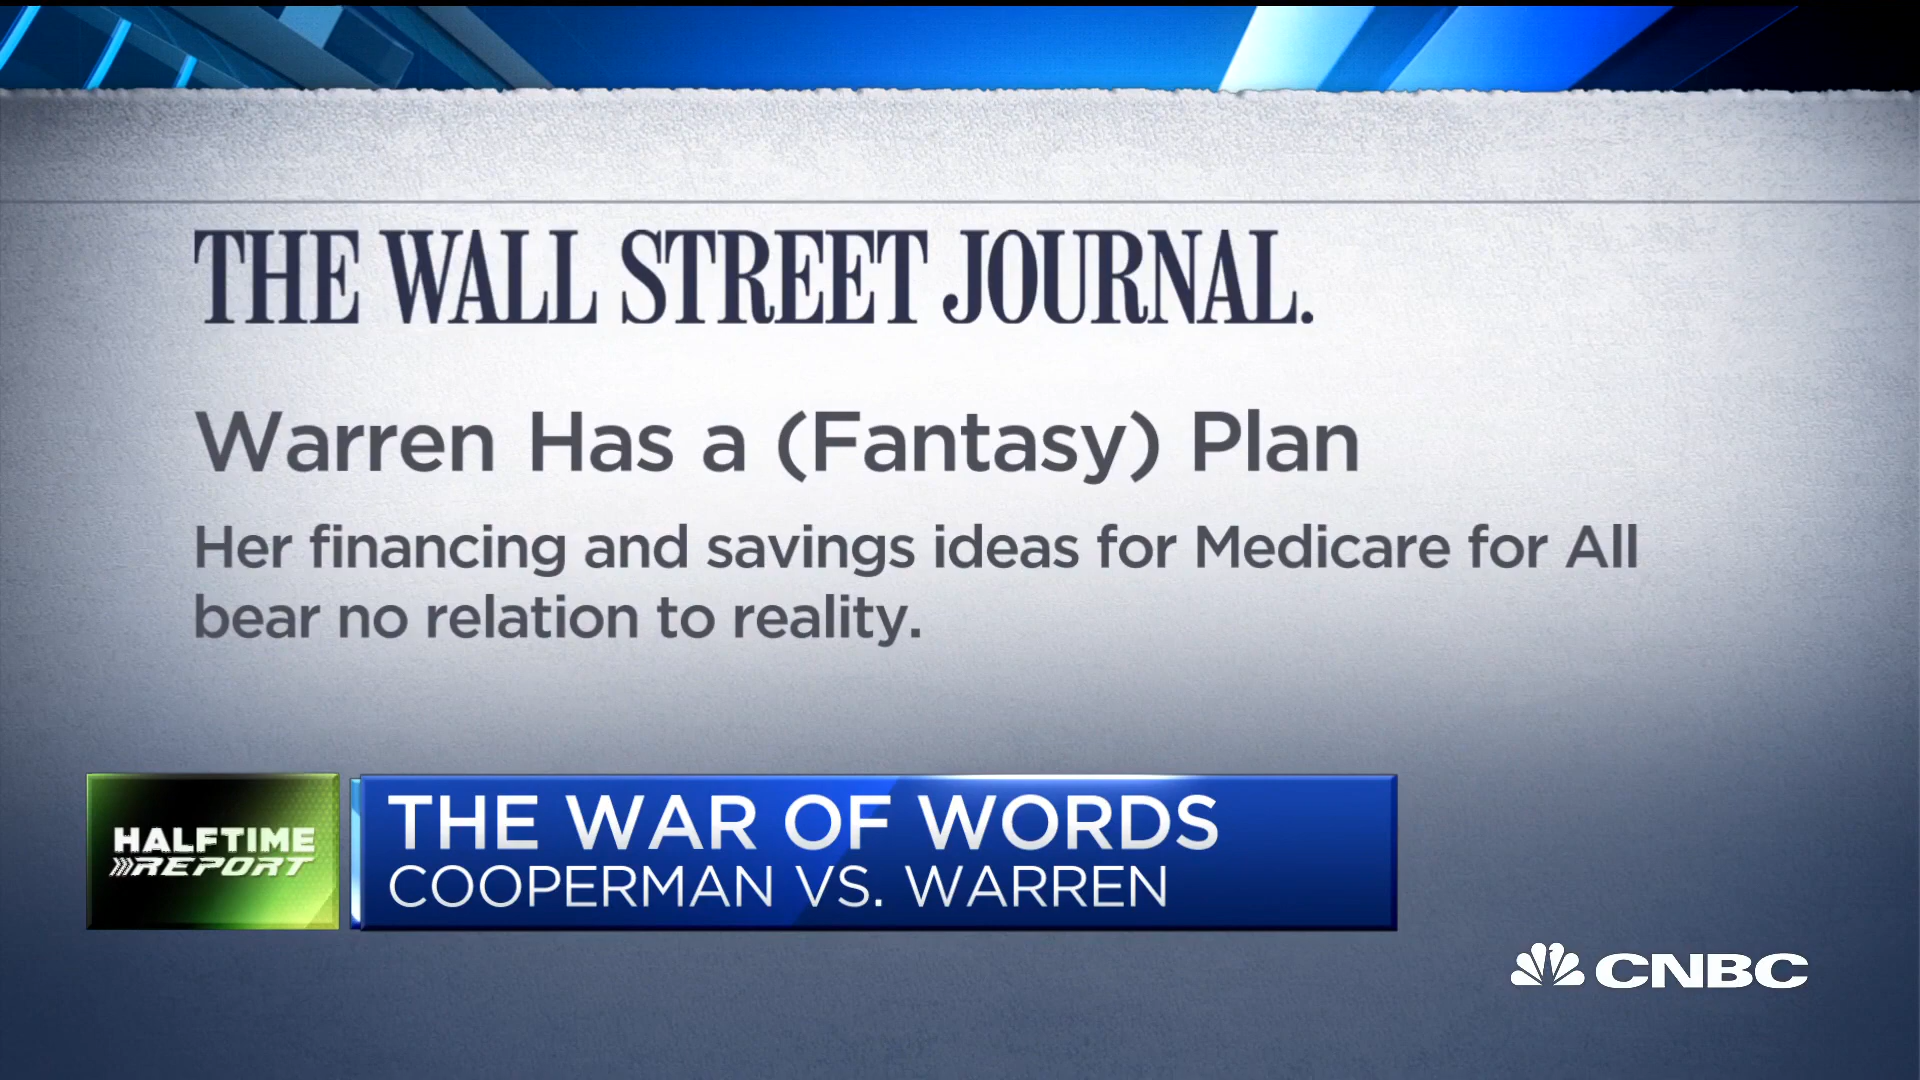 THE WALL STREET JOURNAL.
Warren Has a (Fantasy) Plan
Her financing and savings ideas for Medicare for All
bear no relation to reality.
HALFTIME
REPORT
THE WAR OF WORDS
COOPERMAN VS. WARREN
CNBC